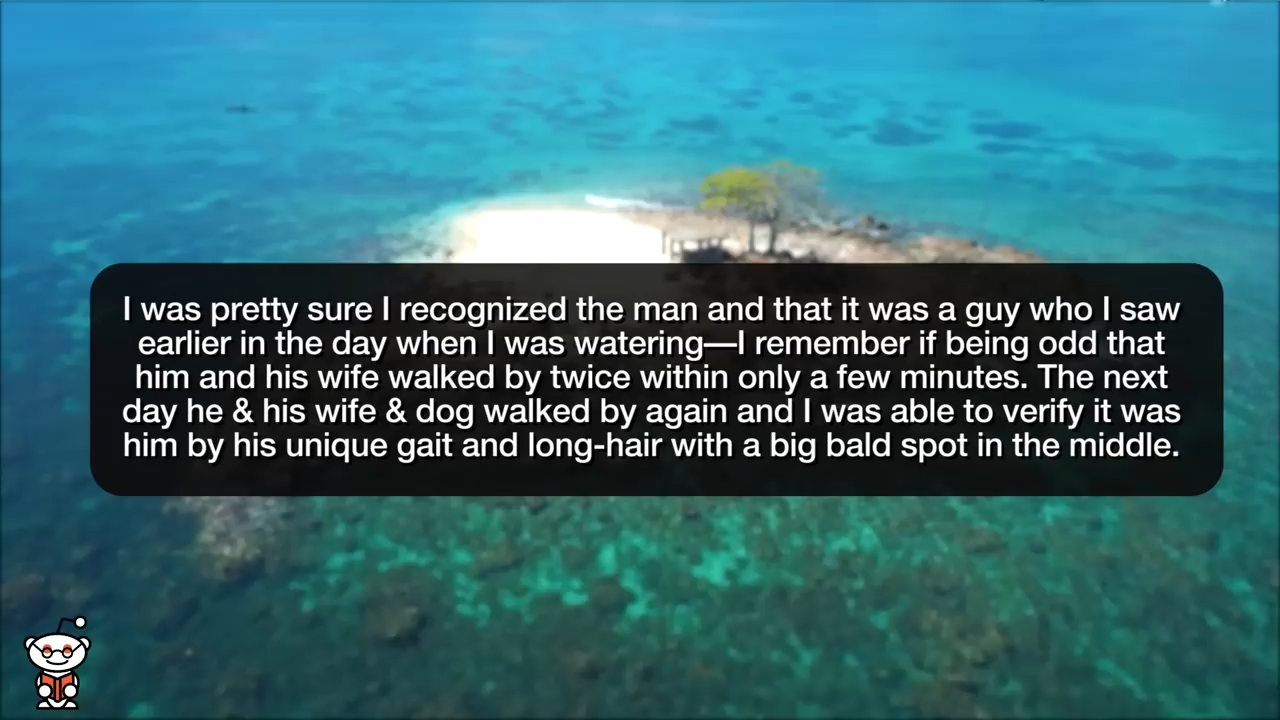 I was pretty sure I recognized the man and that it was a guy who I saw
earlier in the day when I was watering—I remember if being odd that
him and his wife walked by twice within only a few minutes. The next
day he & his wife & dog walked by again and I was able to verify it was
him by his unique gait and long-hair with a big bald spot in the middle.